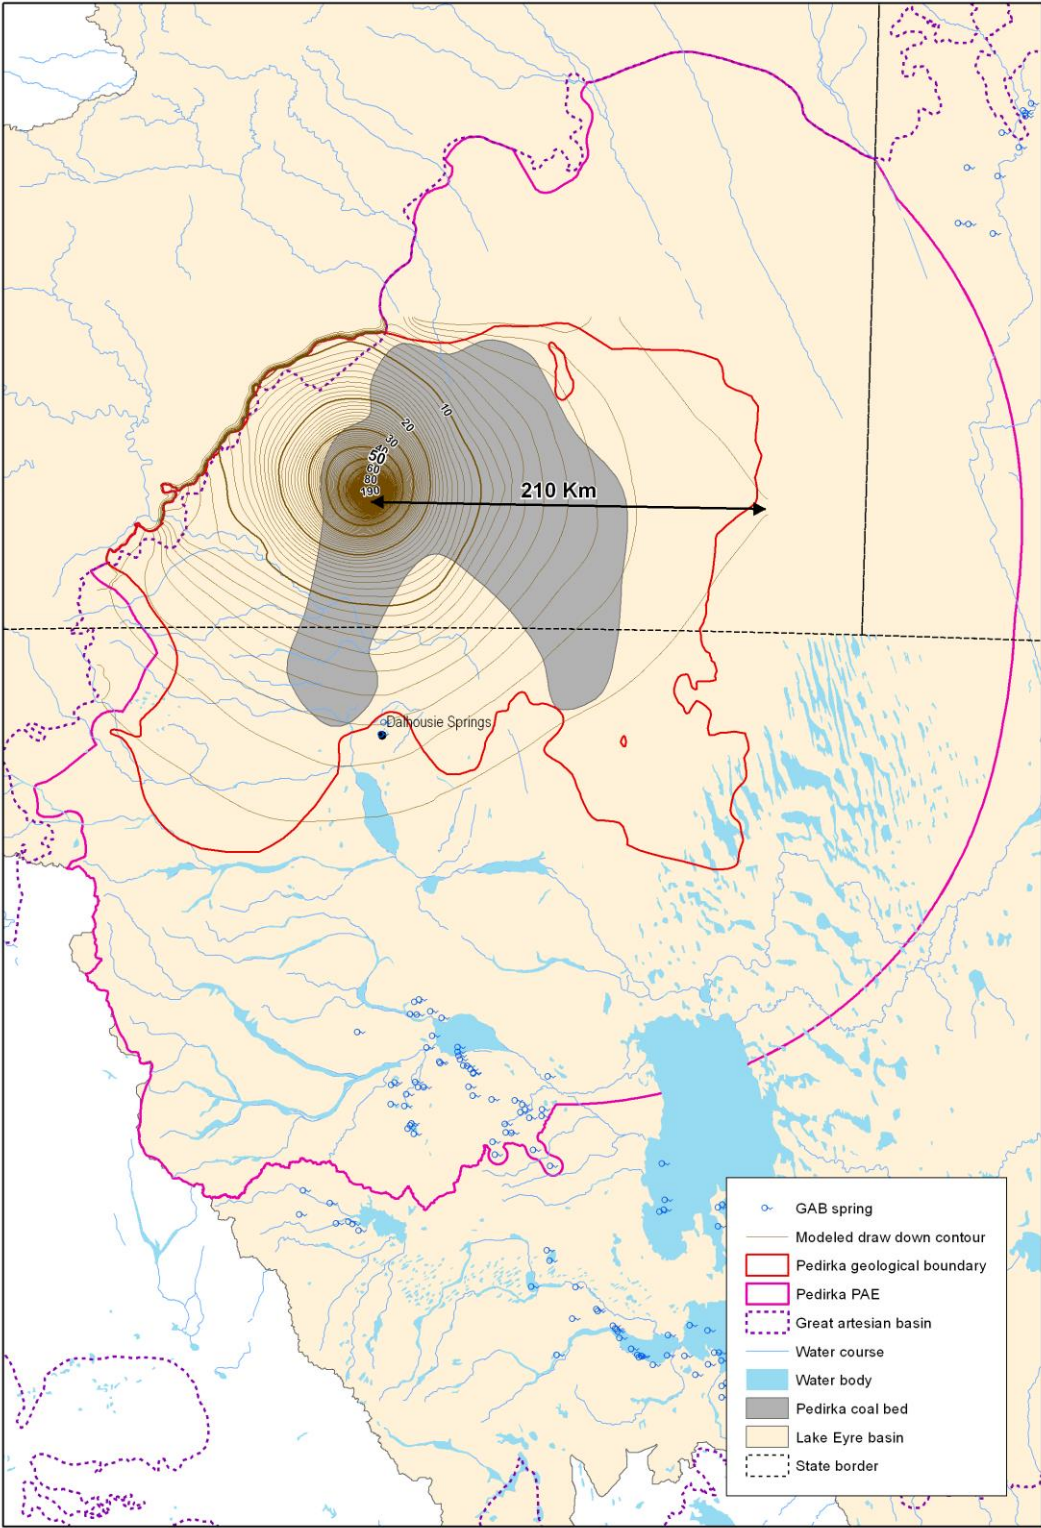 10
20
30
50
60
80
190
210 Km
Dalhousie Springs
GAB spring
Modeled draw down contour
Pedirka geological boundary
Pedirka PAE
Great artesian basin
Water course
Water body
Pedirka coal bed
Lake Eyre basin
State border